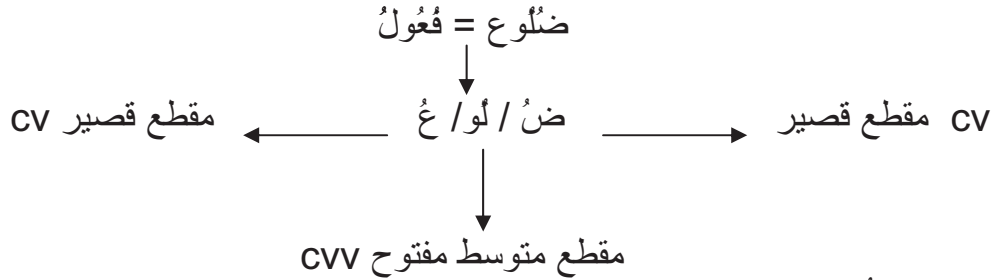 ضُلُوع = فُعُولُ
cv مقطع قصير ضُ / لُو/ عُ مقطع قصير cv
مقطع متوسط مفتوح cvv